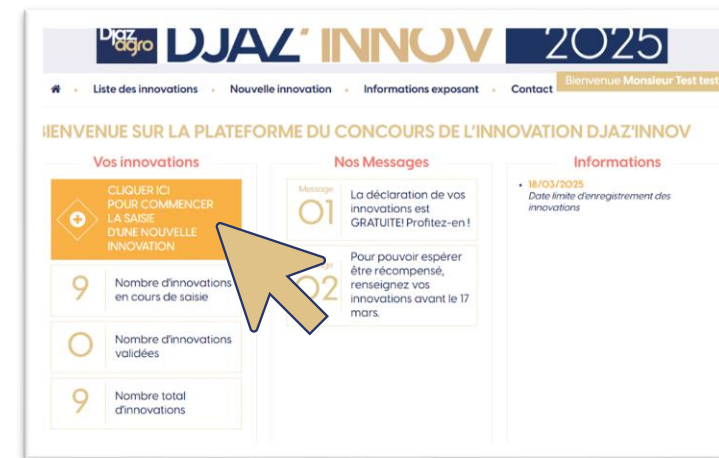 Djazagro DJAZ'INNOV 2025
Liste des innovations Nouvelle innovation Informations exposant Contact
Bienvenue Monsieur Test test
IENVENUE SUR LA PLATEFORME DU CONCOURS DE L'INNOVATION DJAZ'INNOV
Vos innovations
CLIQUER ICI
POUR COMMENCER
LA SAISIE
D'UNE NOUVELLE
INNOVATION
9
Nombre d'innovations
en cours de saisie
0
Nombre d'innovations
validées
9
Nombre total
d'innovations
Nos Messages
Message
01
La déclaration de vos
innovations est
GRATUITE! Profitez-en !
02
Pour pouvoir espérer
être récompensé,
renseignez vos
innovations avant le 17
mars.
Informations
• 18/03/2025
Date limite d'enregistrement des
innovations